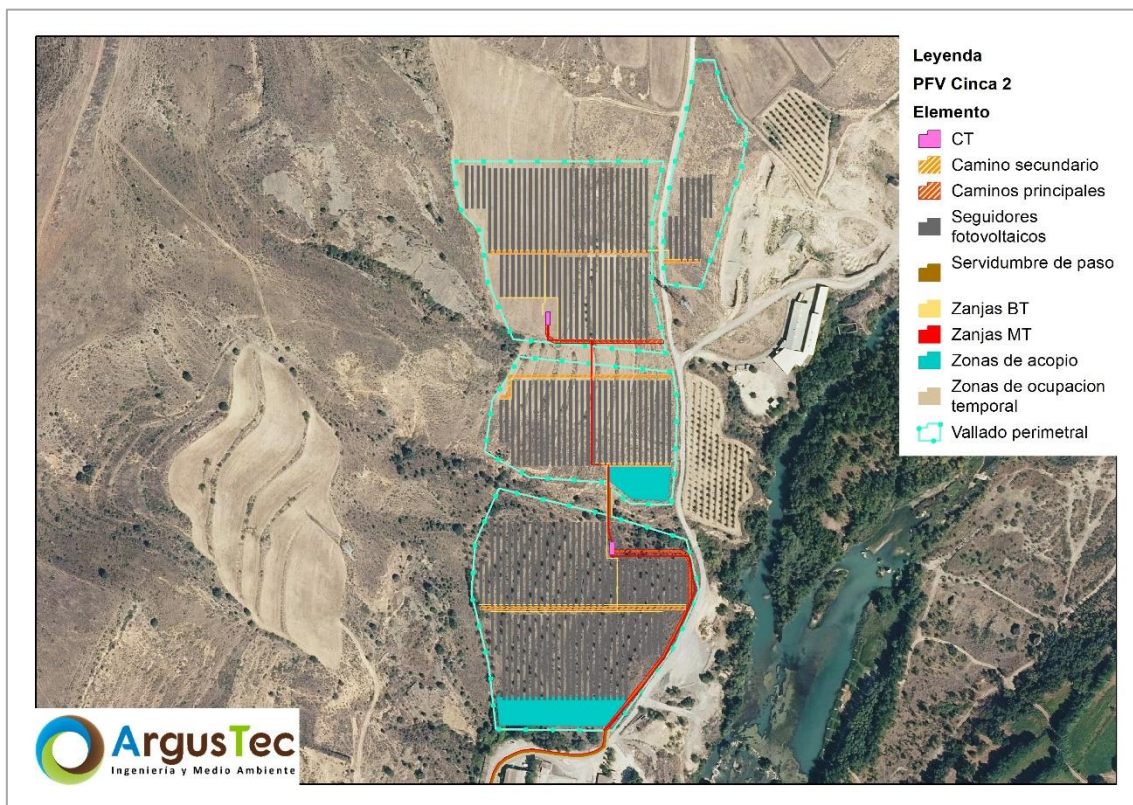 Leyenda
PFV Cinca 2
Elemento
CT
Camino secundario
Caminos principales
Seguidores
fotovoltaicos
Servidumbre de paso
Zanjas BT
Zanjas MT
Zonas de acopio
Zonas de ocupacion
temporal
Vallado perimetral
ArgusTec
Ingeniería y Medio Ambiente